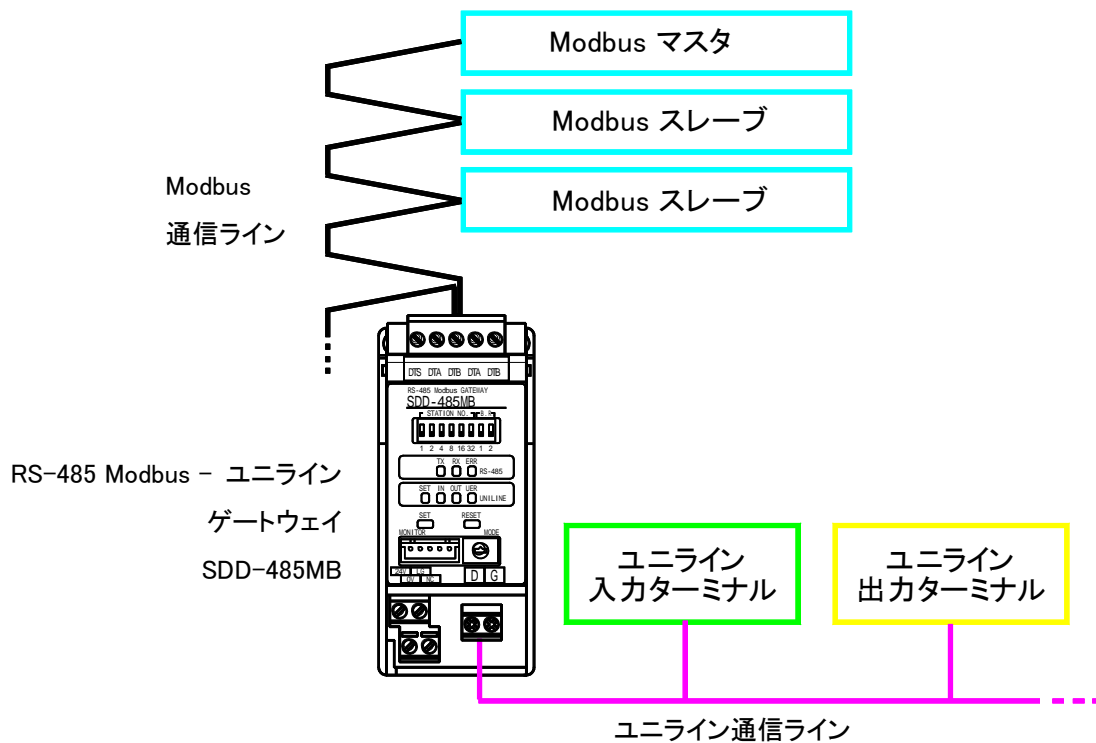 Modbus マスタ
Modbus スレーブ
Modbus スレーブ
Modbus
通信ライン
DTS DTA DTB DTA DTB
RS-485 Modbus GATEWAY
SDD-485MB
STATION NO. B.R
1 2 4 8 16 32 1 2
TX RX ERR
RS-485
SET IN OUT UER
UNILINE
SET RESET
MONITOR MODE
24V LG
0V NC
D G
RS-485 Modbus - ユニライン
ゲートウェイ
SDD-485MB
ユニライン
入力ターミナル
ユニライン
出力ターミナル
ユニライン通信ライン